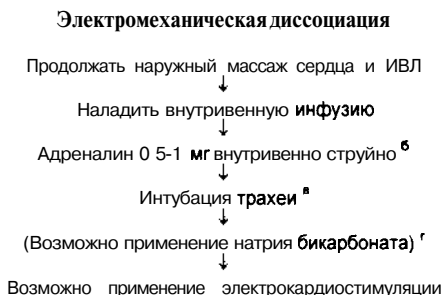 Электромеханическая диссоциация
Продолжать наружный массаж сердца и ИВЛ
Наладить внутривенную инфузию
Адреналин 0 5-1 мг внутривенно струйно б
Интубация трахеи в
(Возможно применение натрия бикарбоната) г
Возможно применение электрокардиостимуляции